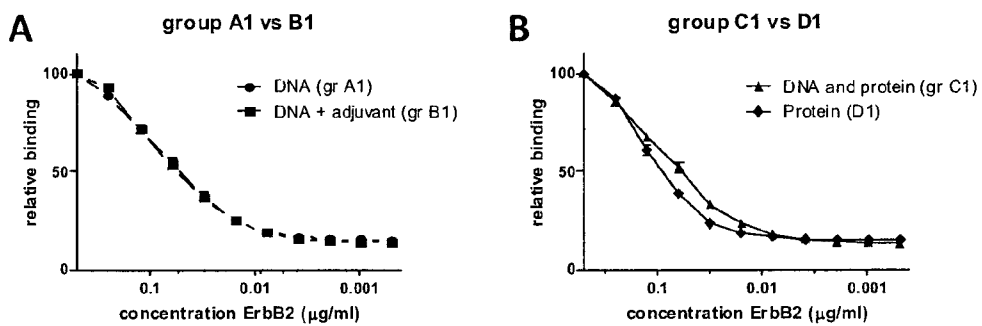 A
group A1 vs B1
relative binding
100
50
0
DNA (gr A1)
DNA + adjuvant (gr B1)
0.1
0.01
0.001
concentration ErbB2 (μg/ml)
B
group C1 vs D1
relative binding
100
50
0
DNA and protein (gr C1)
Protein (D1)
0.1
0.01
0.001
concentration ErbB2 (μg/ml)